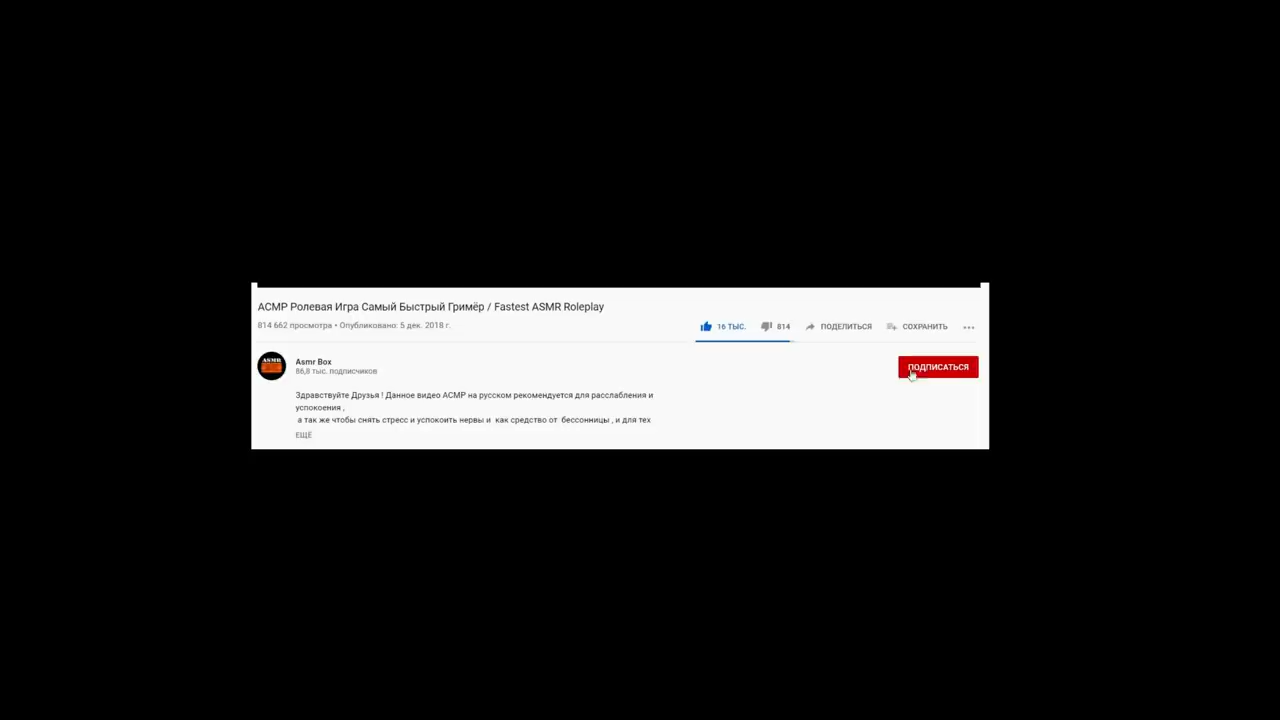 АСМР Ролевая Игра Самый Быстрый Гримёр / Fastest ASMR Roleplay
814 662 просмотра • Опубликовано: 5 дек. 2018 г.
16 ТЫС. 814 ПОДЕЛИТЬСЯ СОХРАНИТЬ
ASMR
Asmr Box
86,8 тыс. подписчиков
ПОДПИСАТЬСЯ
Здравствуйте Друзья ! Данное видео АСМР на русском рекомендуется для расслабления и
успокоения ,
а так же чтобы снять стресс и успокоить нервы и как средство от бессонницы , и для тех
ЕЩЁ